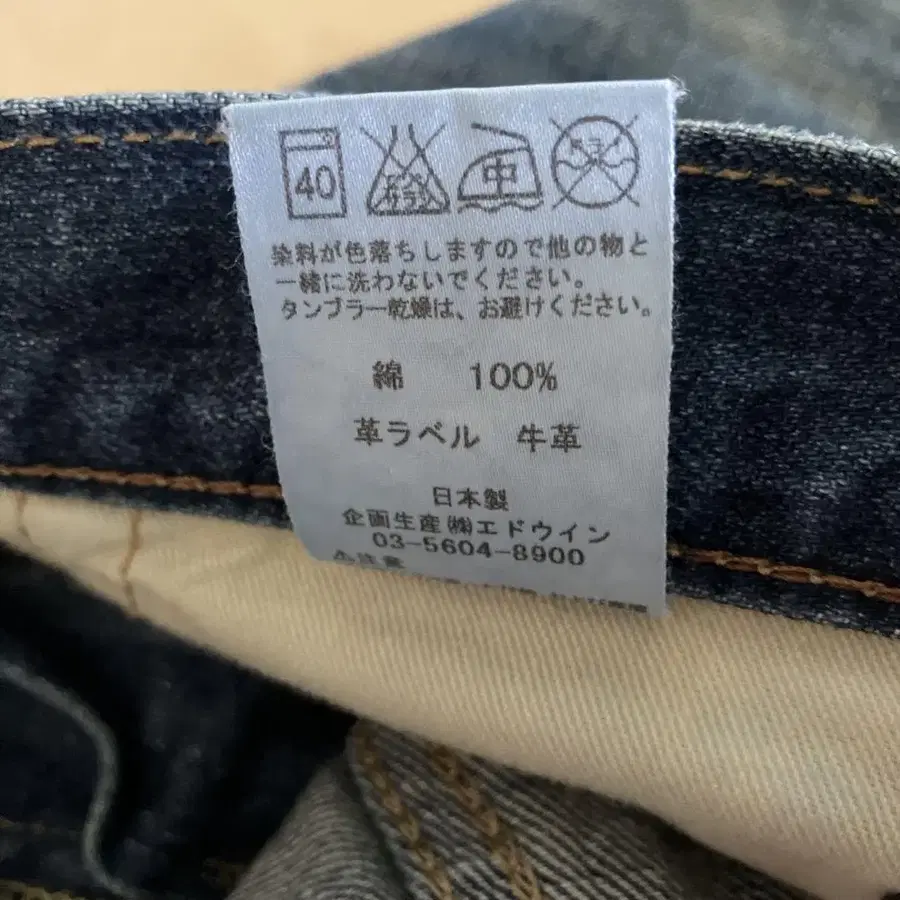 40
中
染料が色落ちしますので他の物と
一緒に洗わないでください。
タンブラー乾燥は、お避けください。
綿 100%
革ラベル 牛革
日本製
企画生産㈱エドウイン
03-5604-8900